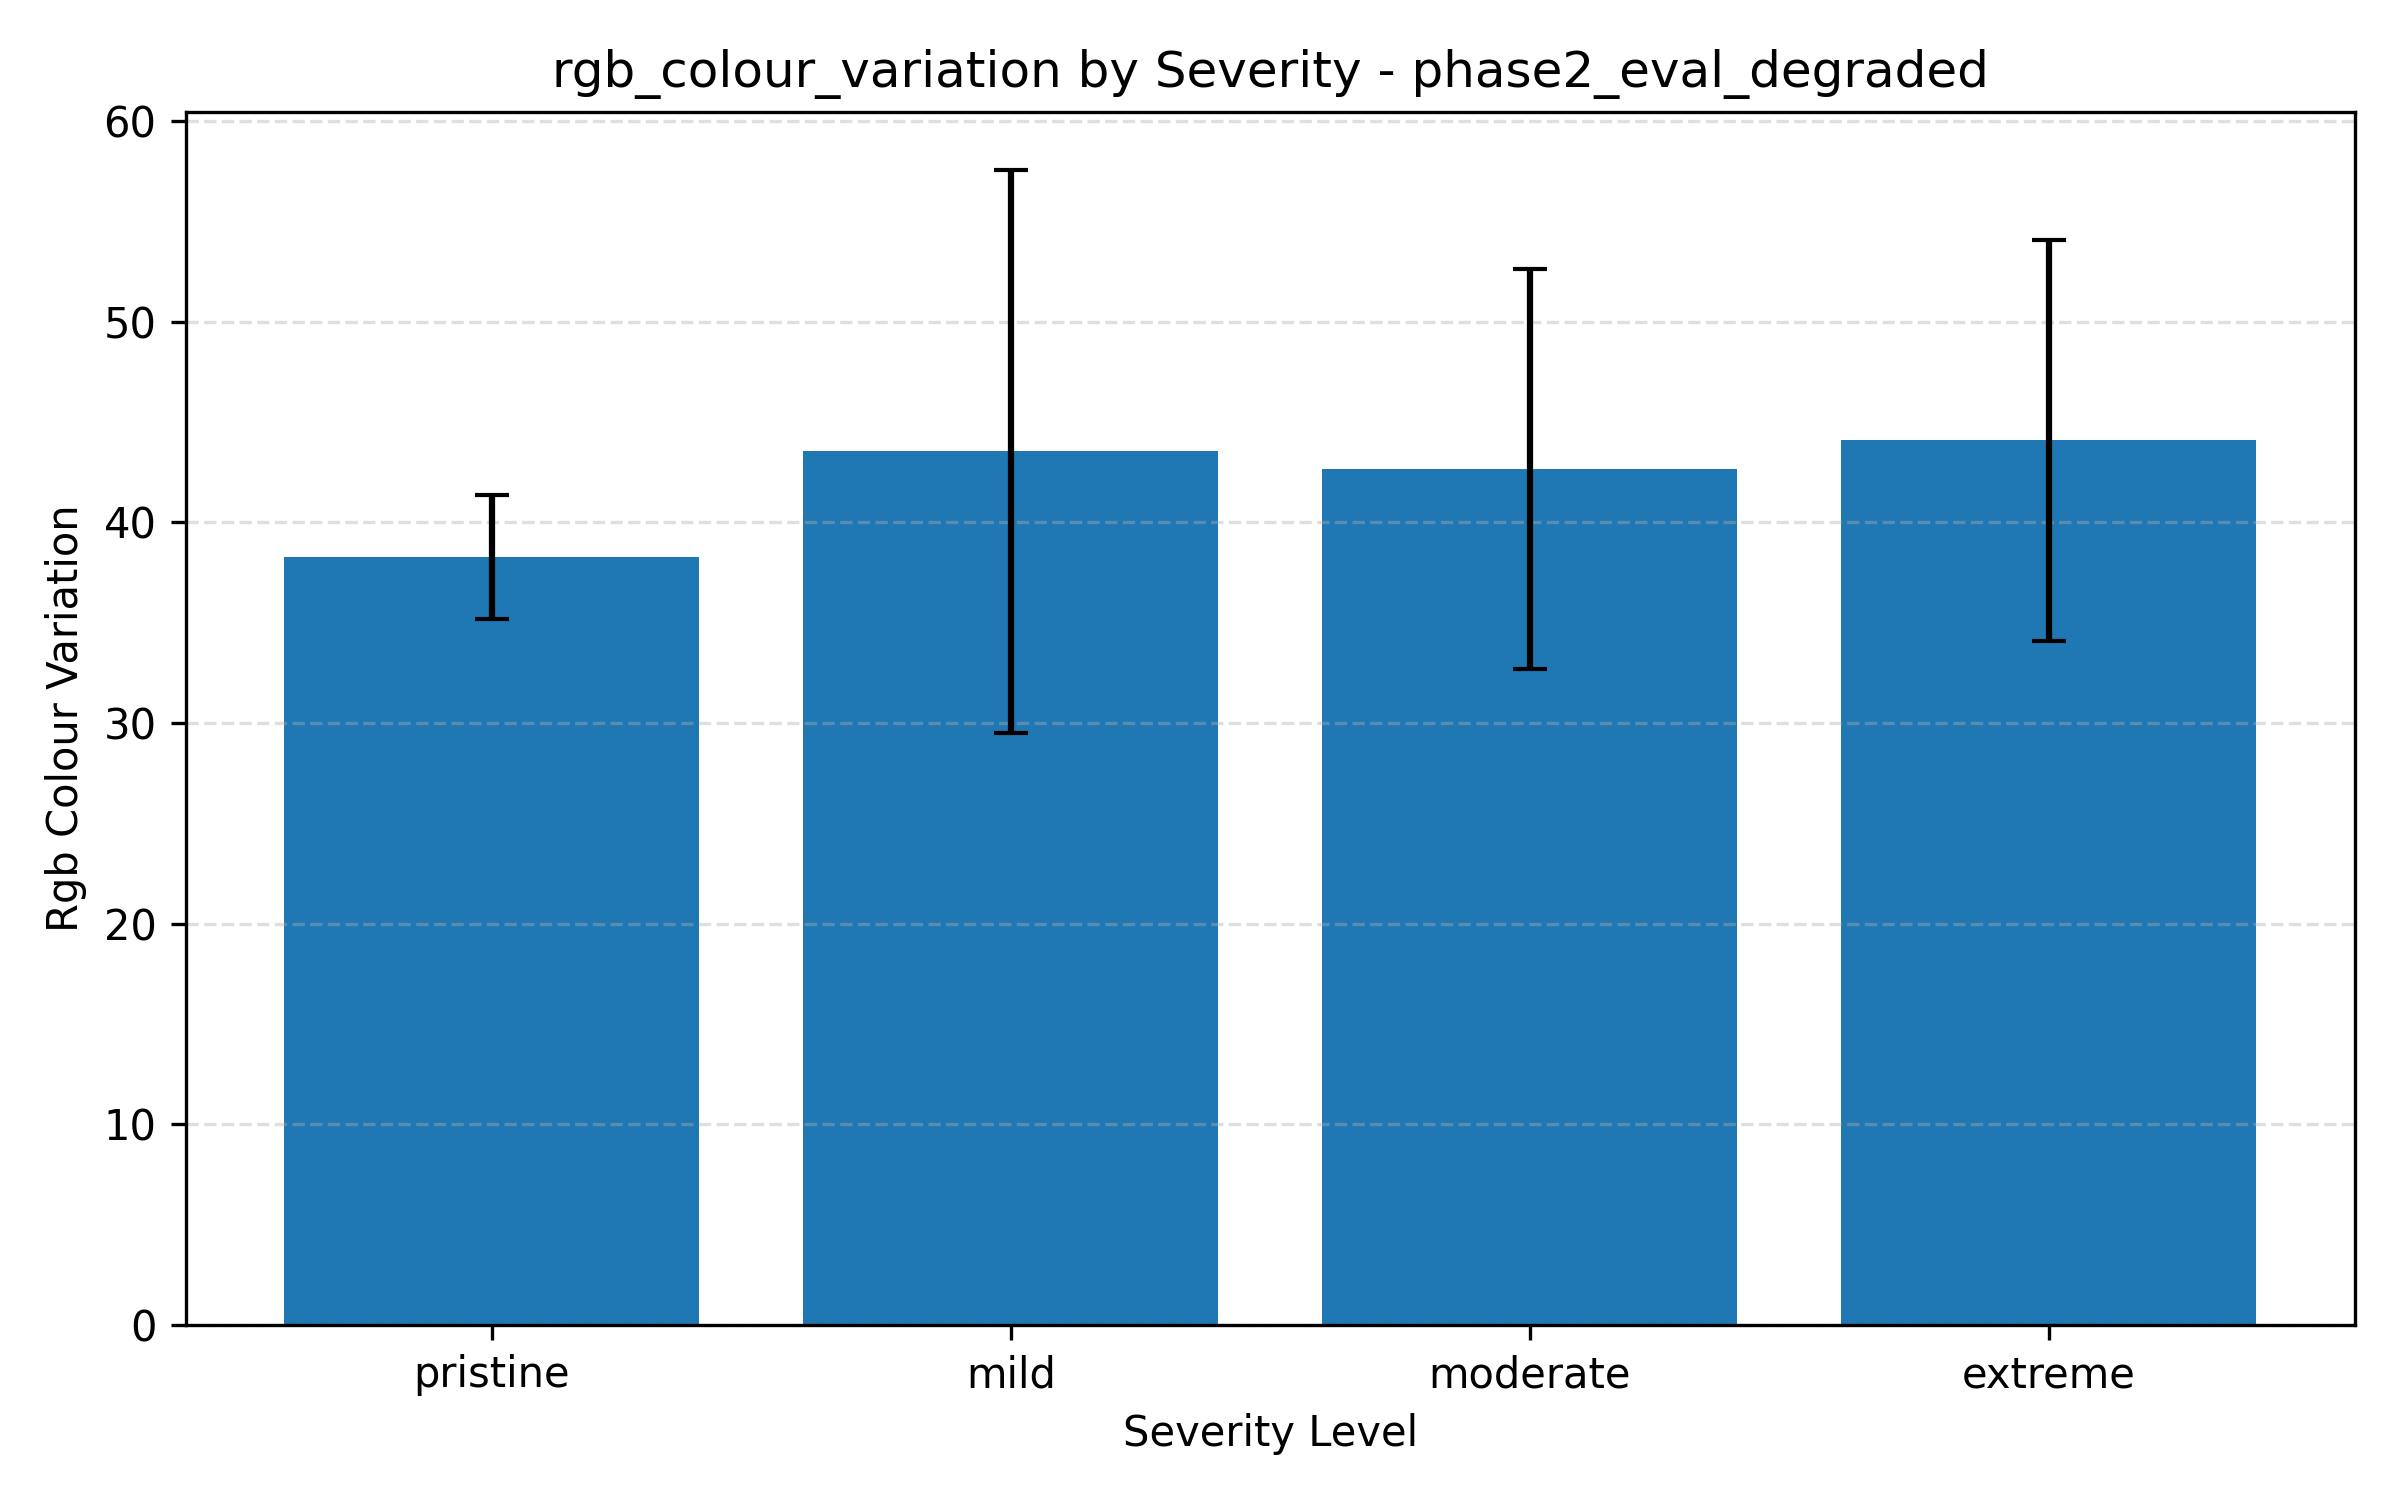 rgb_colour_variation by Severity - phase2_eval_degraded
60
50
40
30
20
10
0
Rgb Colour Variation
pristine
mild
moderate
extreme
Severity Level